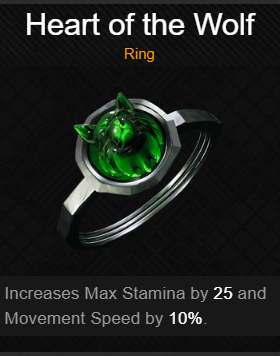 Heart of the Wolf
Ring
Increases Max Stamina by 25 and
Movement Speed by 10%.